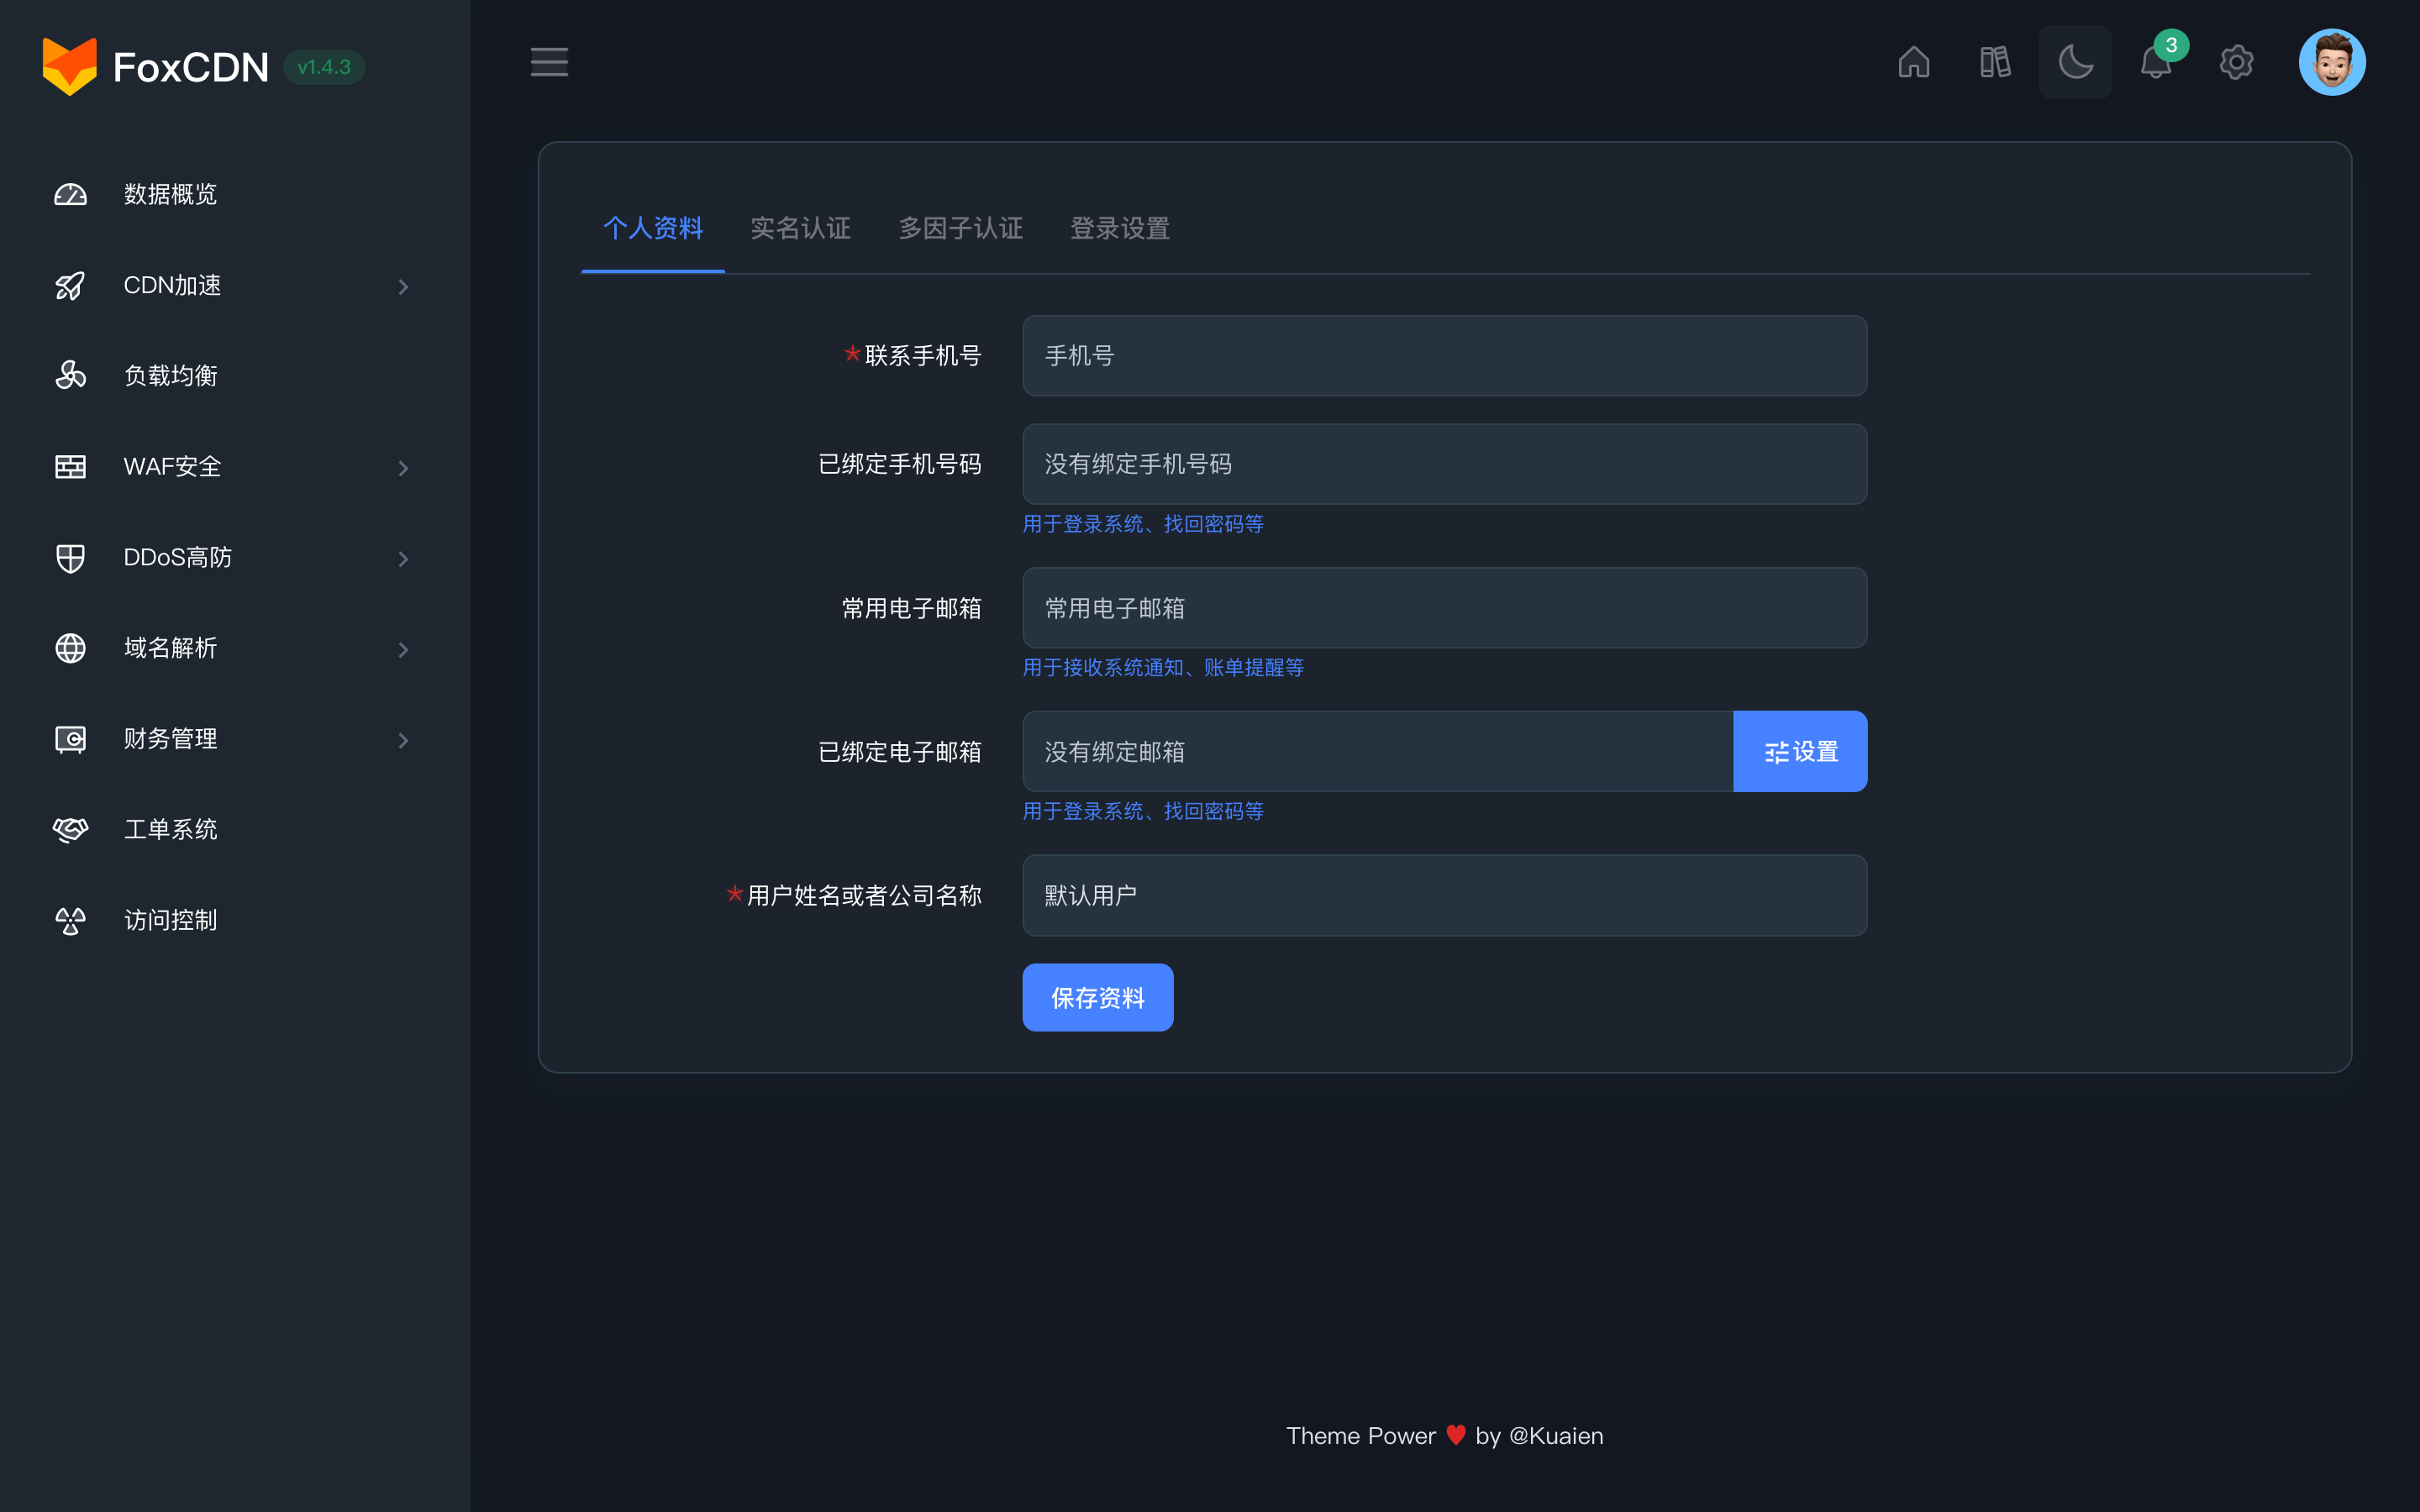 FoxCDN v1.4.3
3
数据概览
CDN加速
负载均衡
WAF安全
DDoS高防
域名解析
财务管理
工单系统
访问控制
个人资料 实名认证 多因子认证 登录设置
*联系手机号 手机号
已绑定手机号码 没有绑定手机号码
用于登录系统、找回密码等
常用电子邮箱 常用电子邮箱
用于接收系统通知、账单提醒等
已绑定电子邮箱 没有绑定邮箱 设置
用于登录系统、找回密码等
*用户姓名或者公司名称 默认用户
保存资料
Theme Power ♥ by @Kuaien